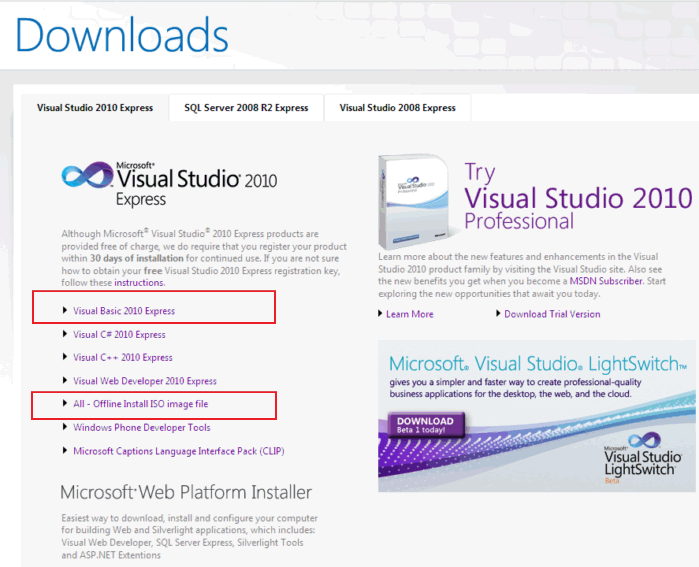 Downloads
Visual Studio 2010 Express
SQL Server 2008 R2 Express
Visual Studio 2008 Express
Microsoft®
Visual Studio® 2010
Express
Although Microsoft® Visual Studio® 2010 Express products are
provided free of charge, we do require that you register your product
within 30 days of installation for continued use. If you are not sure
how to obtain your free Visual Studio 2010 Express registration key,
follow these instructions.
Visual Basic 2010 Express
Visual C# 2010 Express
Visual C++ 2010 Express
Visual Web Developer 2010 Express
All - Offline Install ISO image file
Windows Phone Developer Tools
Microsoft Captions Language Interface Pack (CLIP)
Microsoft® Web Platform Installer
Easiest way to download, install and configure your computer
for building Web and Silverlight applications, which includes:
Visual Web Developer, SQL Server Express, Silverlight Tools
and ASP.NET Extentions
Try
Visual Studio 2010
Professional
Learn more about the new features and enhancements in the Visual
Studio 2010 product family by visiting the Visual Studio site. Also see
the new benefits you get when you become a MSDN Subscriber. Start
exploring the new opportunities that await you today.
Learn More
Download Trial Version
Microsoft® Visual Studio® LightSwitch™
gives you a simpler and faster way to create professional-quality
business applications for the desktop, the web, and the cloud.
DOWNLOAD
Beta 1 today!
Microsoft®
Visual Studio®
LightSwitch™
Beta